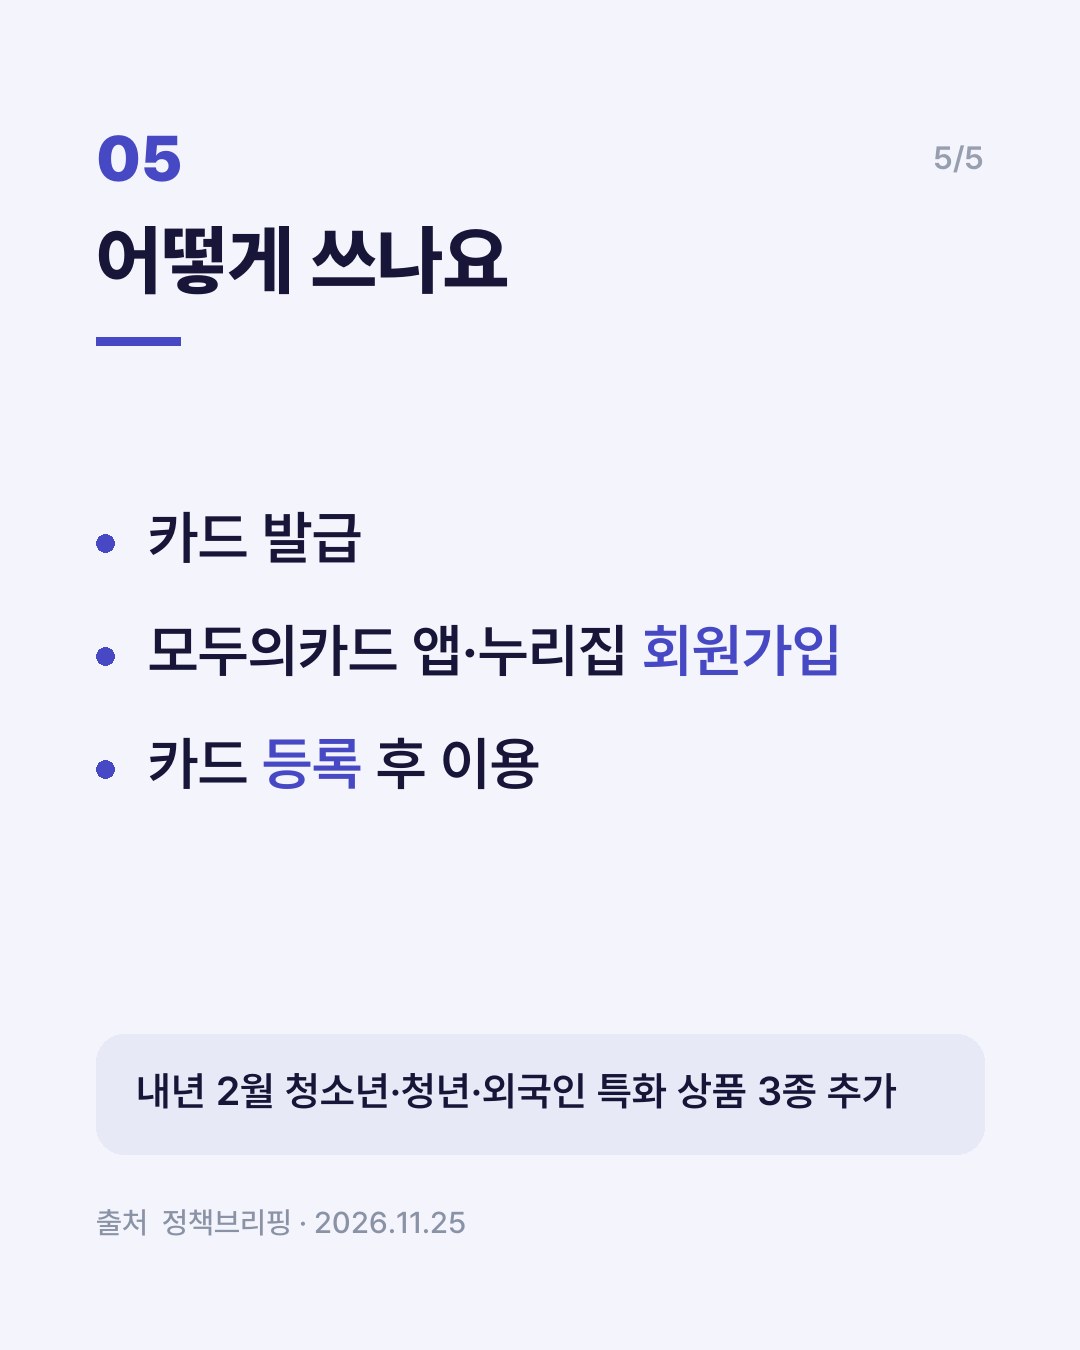 05
5/5
어떻게 쓰나요
카드 발급
모두의카드 앱·누리집 회원가입
카드 등록 후 이용
내년 2월 청소년·청년·외국인 특화 상품 3종 추가
출처 정책브리핑 · 2026.11.25